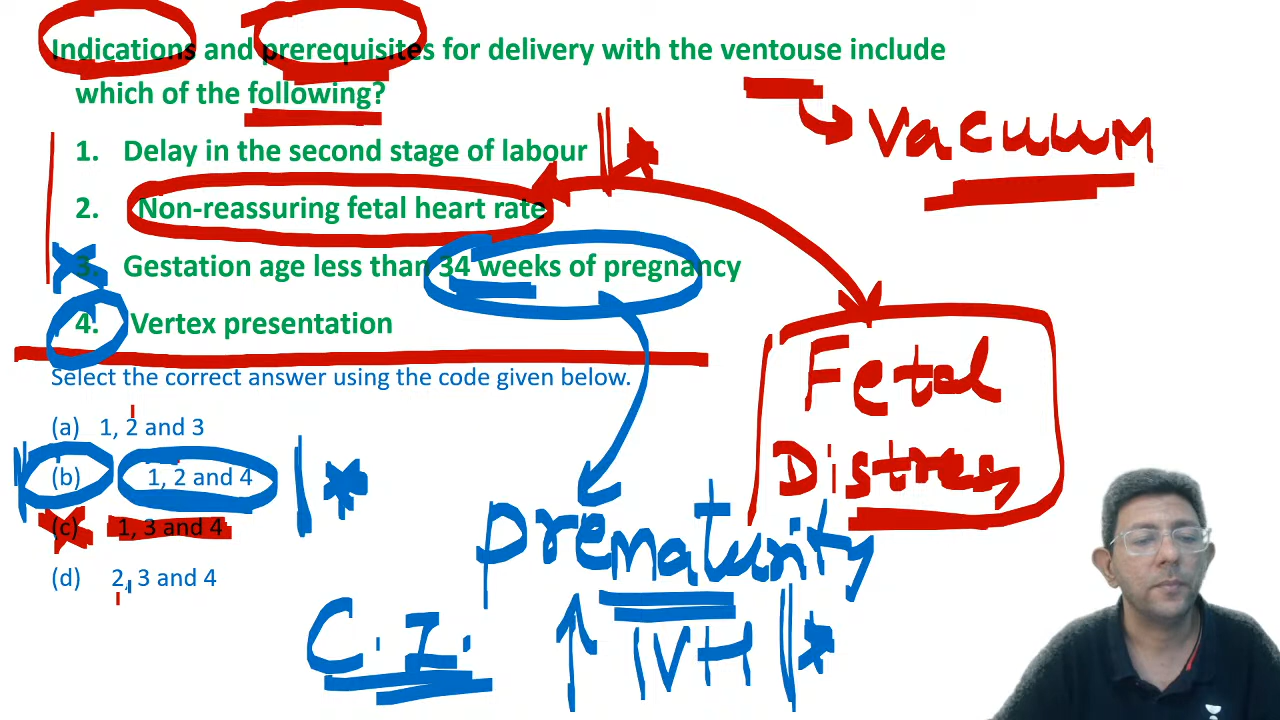 Indications and prerequisites for delivery with the ventouse include
which of the following?
Vacuum
1. Delay in the second stage of labour
2. Non-reassuring fetal heart rate
3. Gestation age less than 34 weeks of pregnancy
4. Vertex presentation
Fetal
Distress
Select the correct answer using the code given below.
(a) 1, 2 and 3
(b) 1, 2 and 4
(c) 1, 3 and 4
(d) 2, 3 and 4
prematurity
C.I.
↑ IVH